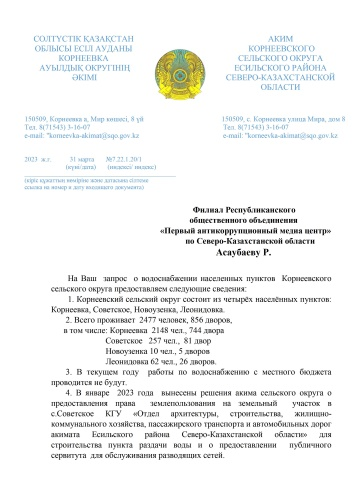 СОЛТҮСТІК ҚАЗАҚСТАН
ОБЛЫСЫ ЕСІЛ АУДАНЫ
КОРНЕЕВКА
АУЫЛДЫҚ ОКРУГІНІҢ
ӘКІМІ
АКИМ
КОРНЕЕВСКОГО
СЕЛЬСКОГО ОКРУГА
ЕСИЛЬСКОГО РАЙОНА
СЕВЕРО-КАЗАХСТАНСКОЙ
ОБЛАСТИ
150509, Корнеевка а, Мир көшесі, 8 үй
Тел. 8(71543) 3-16-07
e-mail: "korneevka-akimat@sqo.gov.kz
150509, с. Корнеевка улица Мира, дом 8
Тел. 8(71543) 3-16-07
e-mail: "korneevka-akimat@sqo.gov.kz
2023 ж.г. 31 марта №7.22.1.20/1
(күні/дата) (индексі/ индекс)
(кіріс құжаттың нөміріне және датасына сілтеме
ссылка на номер и дату входящего документа)
Филиал Республиканского
общественного объединения
«Первый антикоррупционный медиа центр»
по Северо-Казахстанской области
Асаубаеву Р.
На Ваш запрос о водоснабжении населенных пунктов Корнеевского
сельского округа предоставляем следующие сведения:
1. Корнеевский сельский округ состоит из четырёх населённых пунктов:
Корнеевка, Советское, Новоузенка, Леонидовка.
2. Всего проживает 2477 человек, 856 дворов,
в том числе: Корнеевка 2148 чел., 744 двора
Советское 257 чел., 81 двор
Новоузенка 10 чел., 5 дворов
Леонидовка 62 чел., 26 дворов.
3. В текущем году работы по водоснабжению с местного бюджета
проводится не будут.
4. В январе 2023 года вынесены решения акима сельского округа о
предоставления права землепользования на земельный участок в
с.Советское КГУ «Отдел архитектуры, строительства, жилищно-
коммунального хозяйства, пассажирского транспорта и автомобильных дорог
акимата Есильского района Северо-Казахстанской области» для
строительства пункта раздачи воды и о предоставлении публичного
сервитута для обслуживания разводящих сетей.